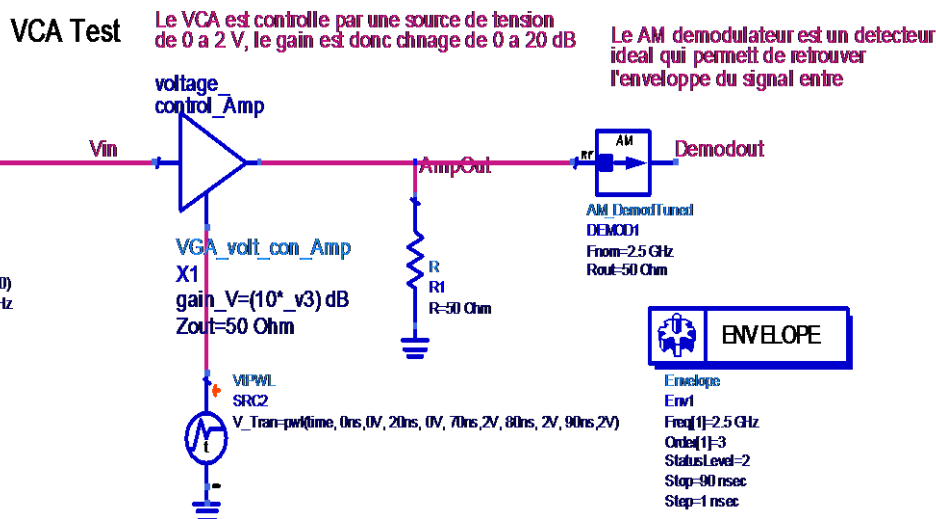 VCA Test
Le VCA est controlle par une source de tension
de 0 a 2 V, le gain est donc chnage de 0 a 20 dB
Le AM demodulateur est un detecteur
ideal qui permett de retrouver
l'enveloppe du signal entre
voltage_
control_Amp
Vin
AmpOut
RF
AM
Demodout
AM_DemodTuned
DEMOD1
Fnom=2.5 GHz
Rout=50 Ohm
VGA_volt_con_Amp
X1
gain_V=(10*_v3) dB
Zout=50 Ohm
R
R1
R=50 Ohm
0)
Hz
ENVELOPE
VtPWL
SRC2
V_Tran=pwl(time, 0ns,0V, 20ns, 0V, 70ns,2V, 80ns, 2V, 90ns,2V)
t
Envelope
Env1
Freq[1]=2.5 GHz
Order[1]=3
StatusLevel=2
Stop=90 nsec
Step=1 nsec